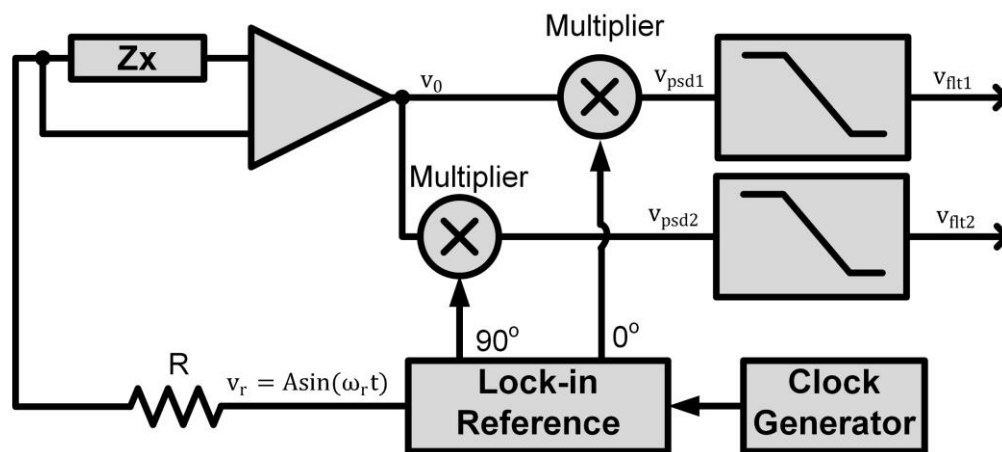 Multiplier
Zx
v₀
vpsd1
vflt1
Multiplier
vpsd2
vflt2
90° 0°
R
vr = Asin(ωrt)
Lock-in
Reference
Clock
Generator